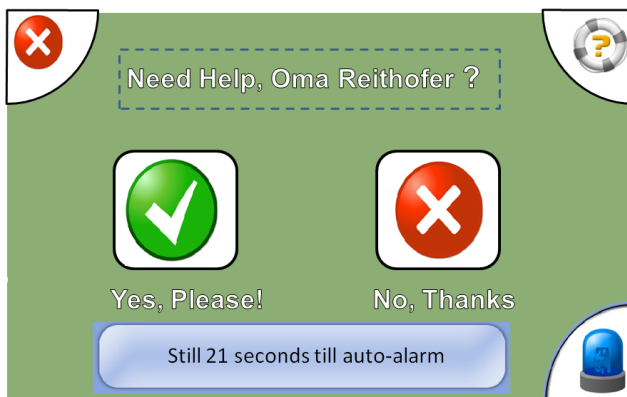 Need Help, Oma Reithofer ?
Yes, Please!
No, Thanks
Still 21 seconds till auto-alarm